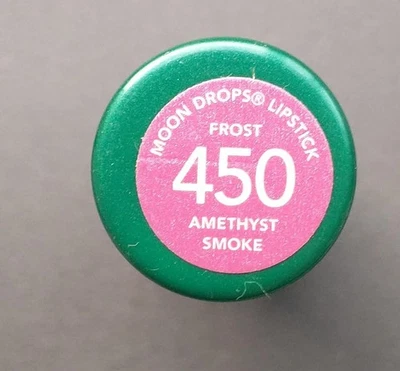 MOON DROPS® LIPSTICK
FROST
450
AMETHYST
SMOKE